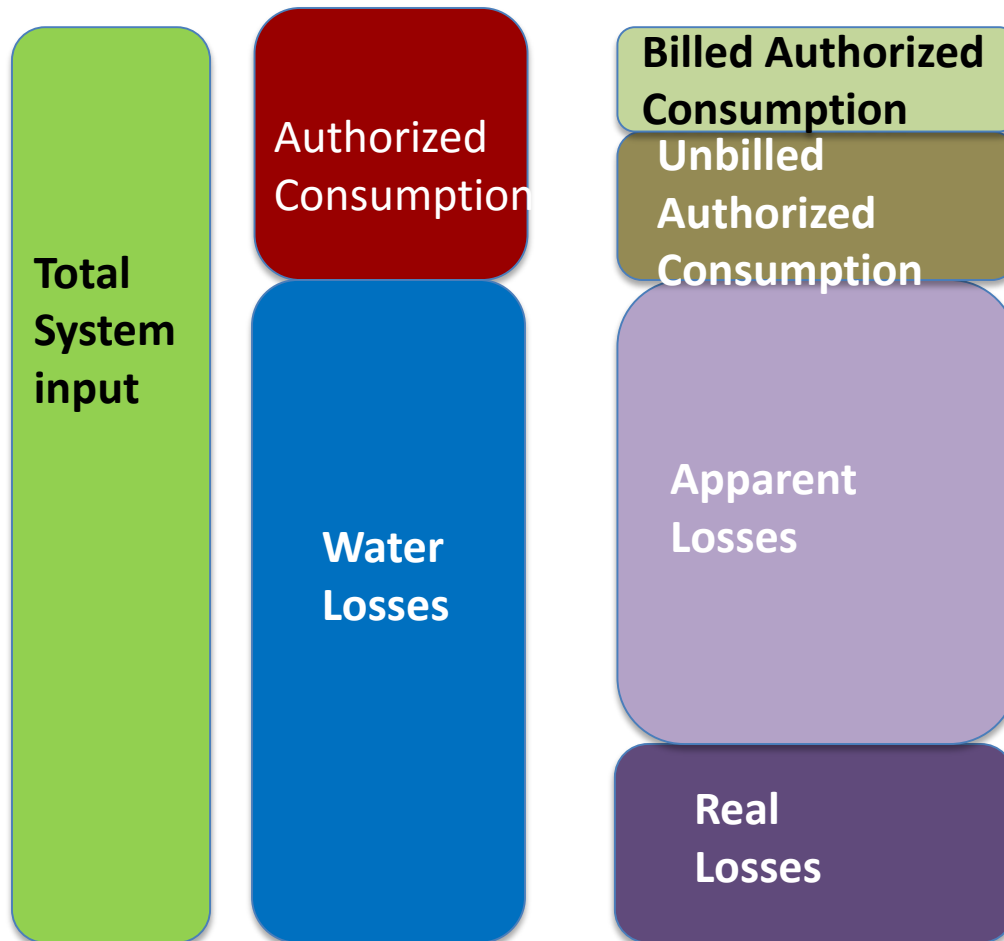 Total
System
input
Authorized
Consumption
Water
Losses
Billed Authorized
Consumption
Unbilled
Authorized
Consumption
Apparent
Losses
Real
Losses